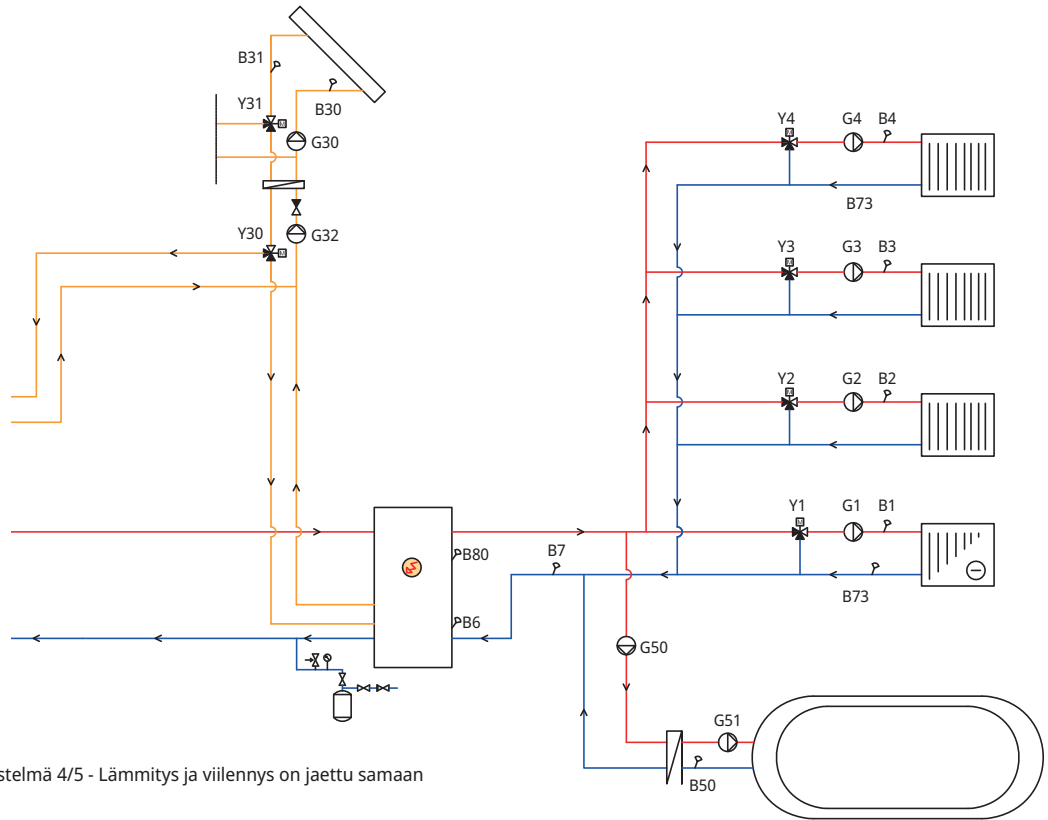 B31
Y31
B30
G30
Y30
G32
Y4 G4 B4
B73
Y3 G3 B3
Y2 G2 B2
Y1 G1 B1
B80
B7
B73
B6
G50
G51
B50
stelmä 4/5 - Lämmitys ja viilennys on jaettu samaan